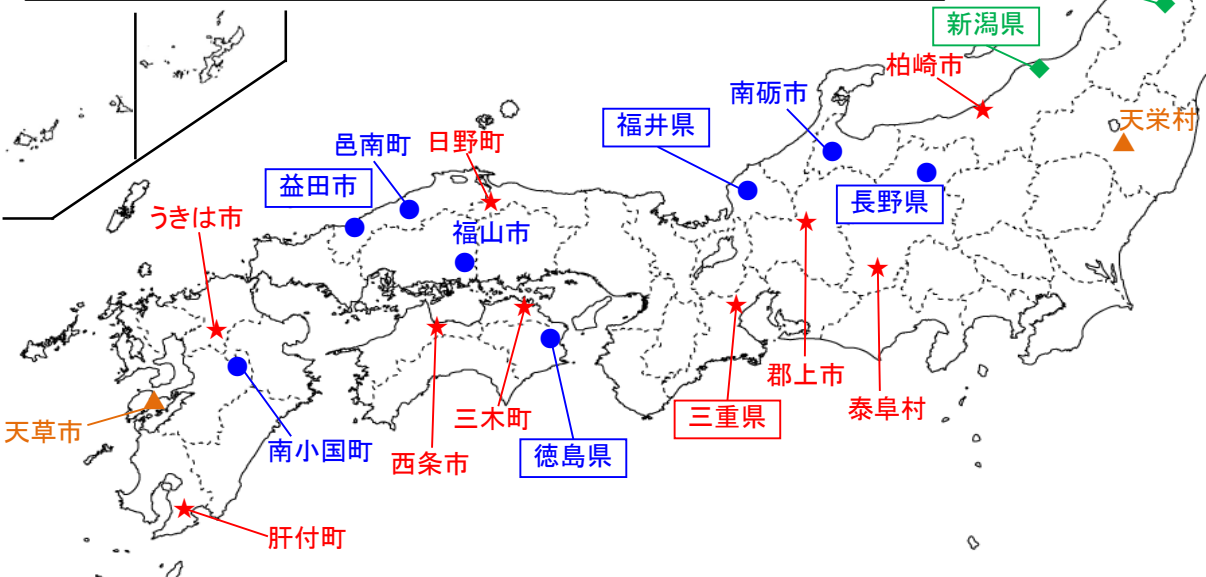 新潟県
柏崎市
南砺市
天栄村
福井県
日野町
邑南町
益田市
長野県
うきは市
福山市
郡上市
泰阜村
三重県
三木町
天草市
南小国町
西条市
徳島県
肝付町